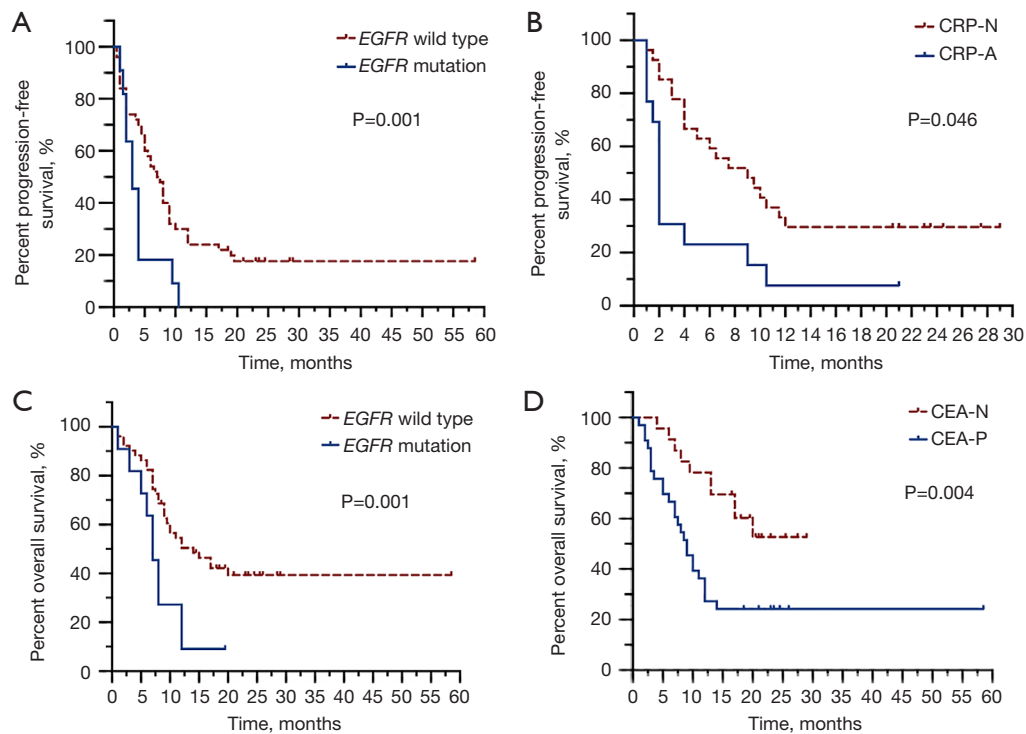 A
EGFR wild type
EGFR mutation
P=0.001
Percent progression-free
survival, %
100
80
60
40
20
0
0 5 10 15 20 25 30 35 40 45 50 55 60
Time, months
B
CRP-N
CRP-A
P=0.046
Percent progression-free
survival, %
100
80
60
40
20
0
0 2 4 6 8 10 12 14 16 18 20 21 24 26 28 30
Time, months
C
EGFR wild type
EGFR mutation
P=0.001
Percent overall survival, %
100
80
60
40
20
0
0 5 10 15 20 30 35 40 45 50 55 60
Time, months
D
CEA-N
CEA-P
P=0.004
Percent overall survival, %
100
80
60
40
20
0
0 5 10 15 20 25 30 35 40 45 50 55 60
Time, months